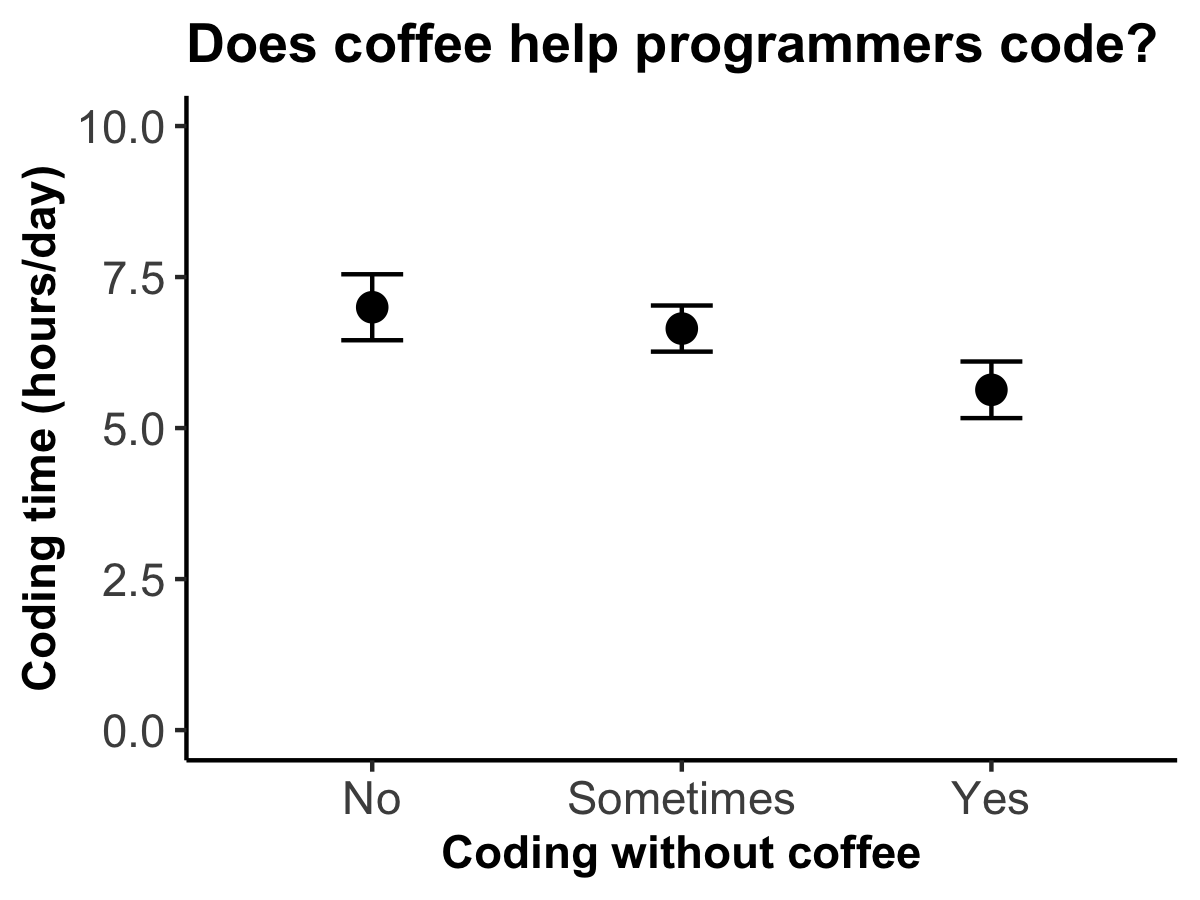 Does coffee help programmers code?
Coding time (hours/day)
10.0
7.5
5.0
2.5
0.0
No Sometimes Yes
Coding without coffee